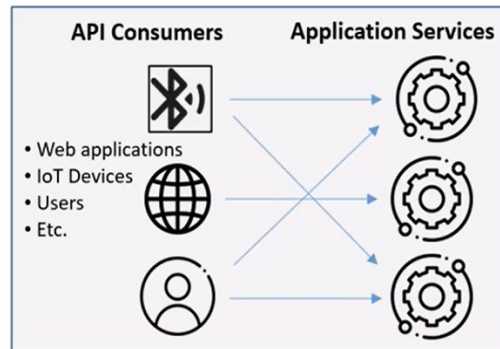 API Consumers
Application Services
• Web applications
• IoT Devices
• Users
• Etc.